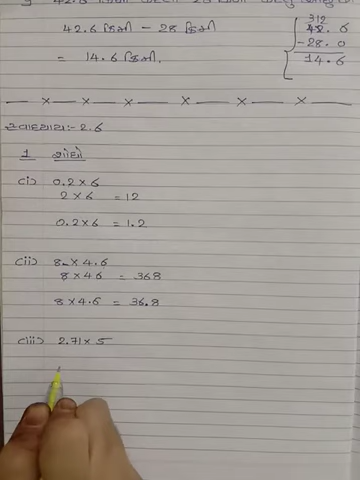 42.6 કિમી - 28 કિમી
= 14.6 કિમી.
312
42.6
-28.0
14.6
સ્વાધ્યાય:- 2.6
1 શોધો
(i) 0.2 × 6
2 × 6 = 12
0.2 × 6 = 1.2
(ii) 8 × 4.6
8 × 46 = 368
8 × 4.6 = 36.8
(iii) 2.71 × 5